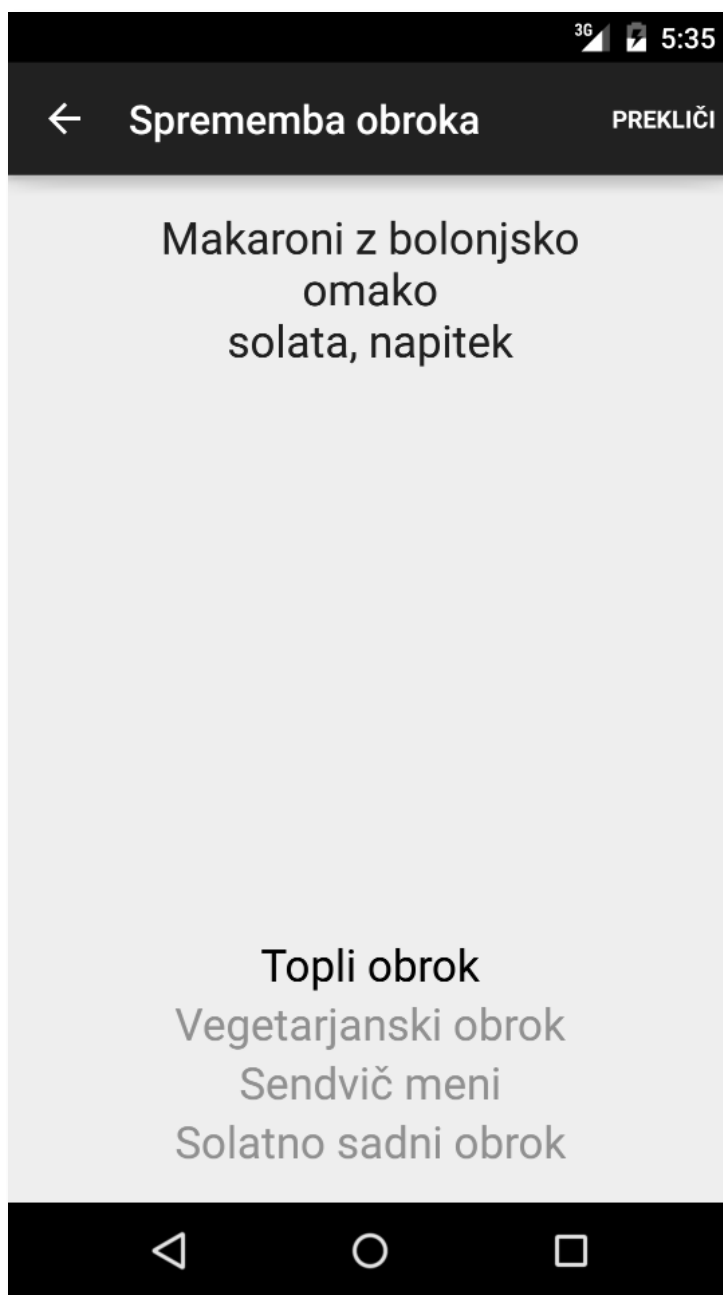 3G 5:35
Sprememba obroka PREKLIČI
Makaroni z bolonjsko
omako
solata, napitek
Topli obrok
Vegetarjanski obrok
Sendvič meni
Solatno sadni obrok